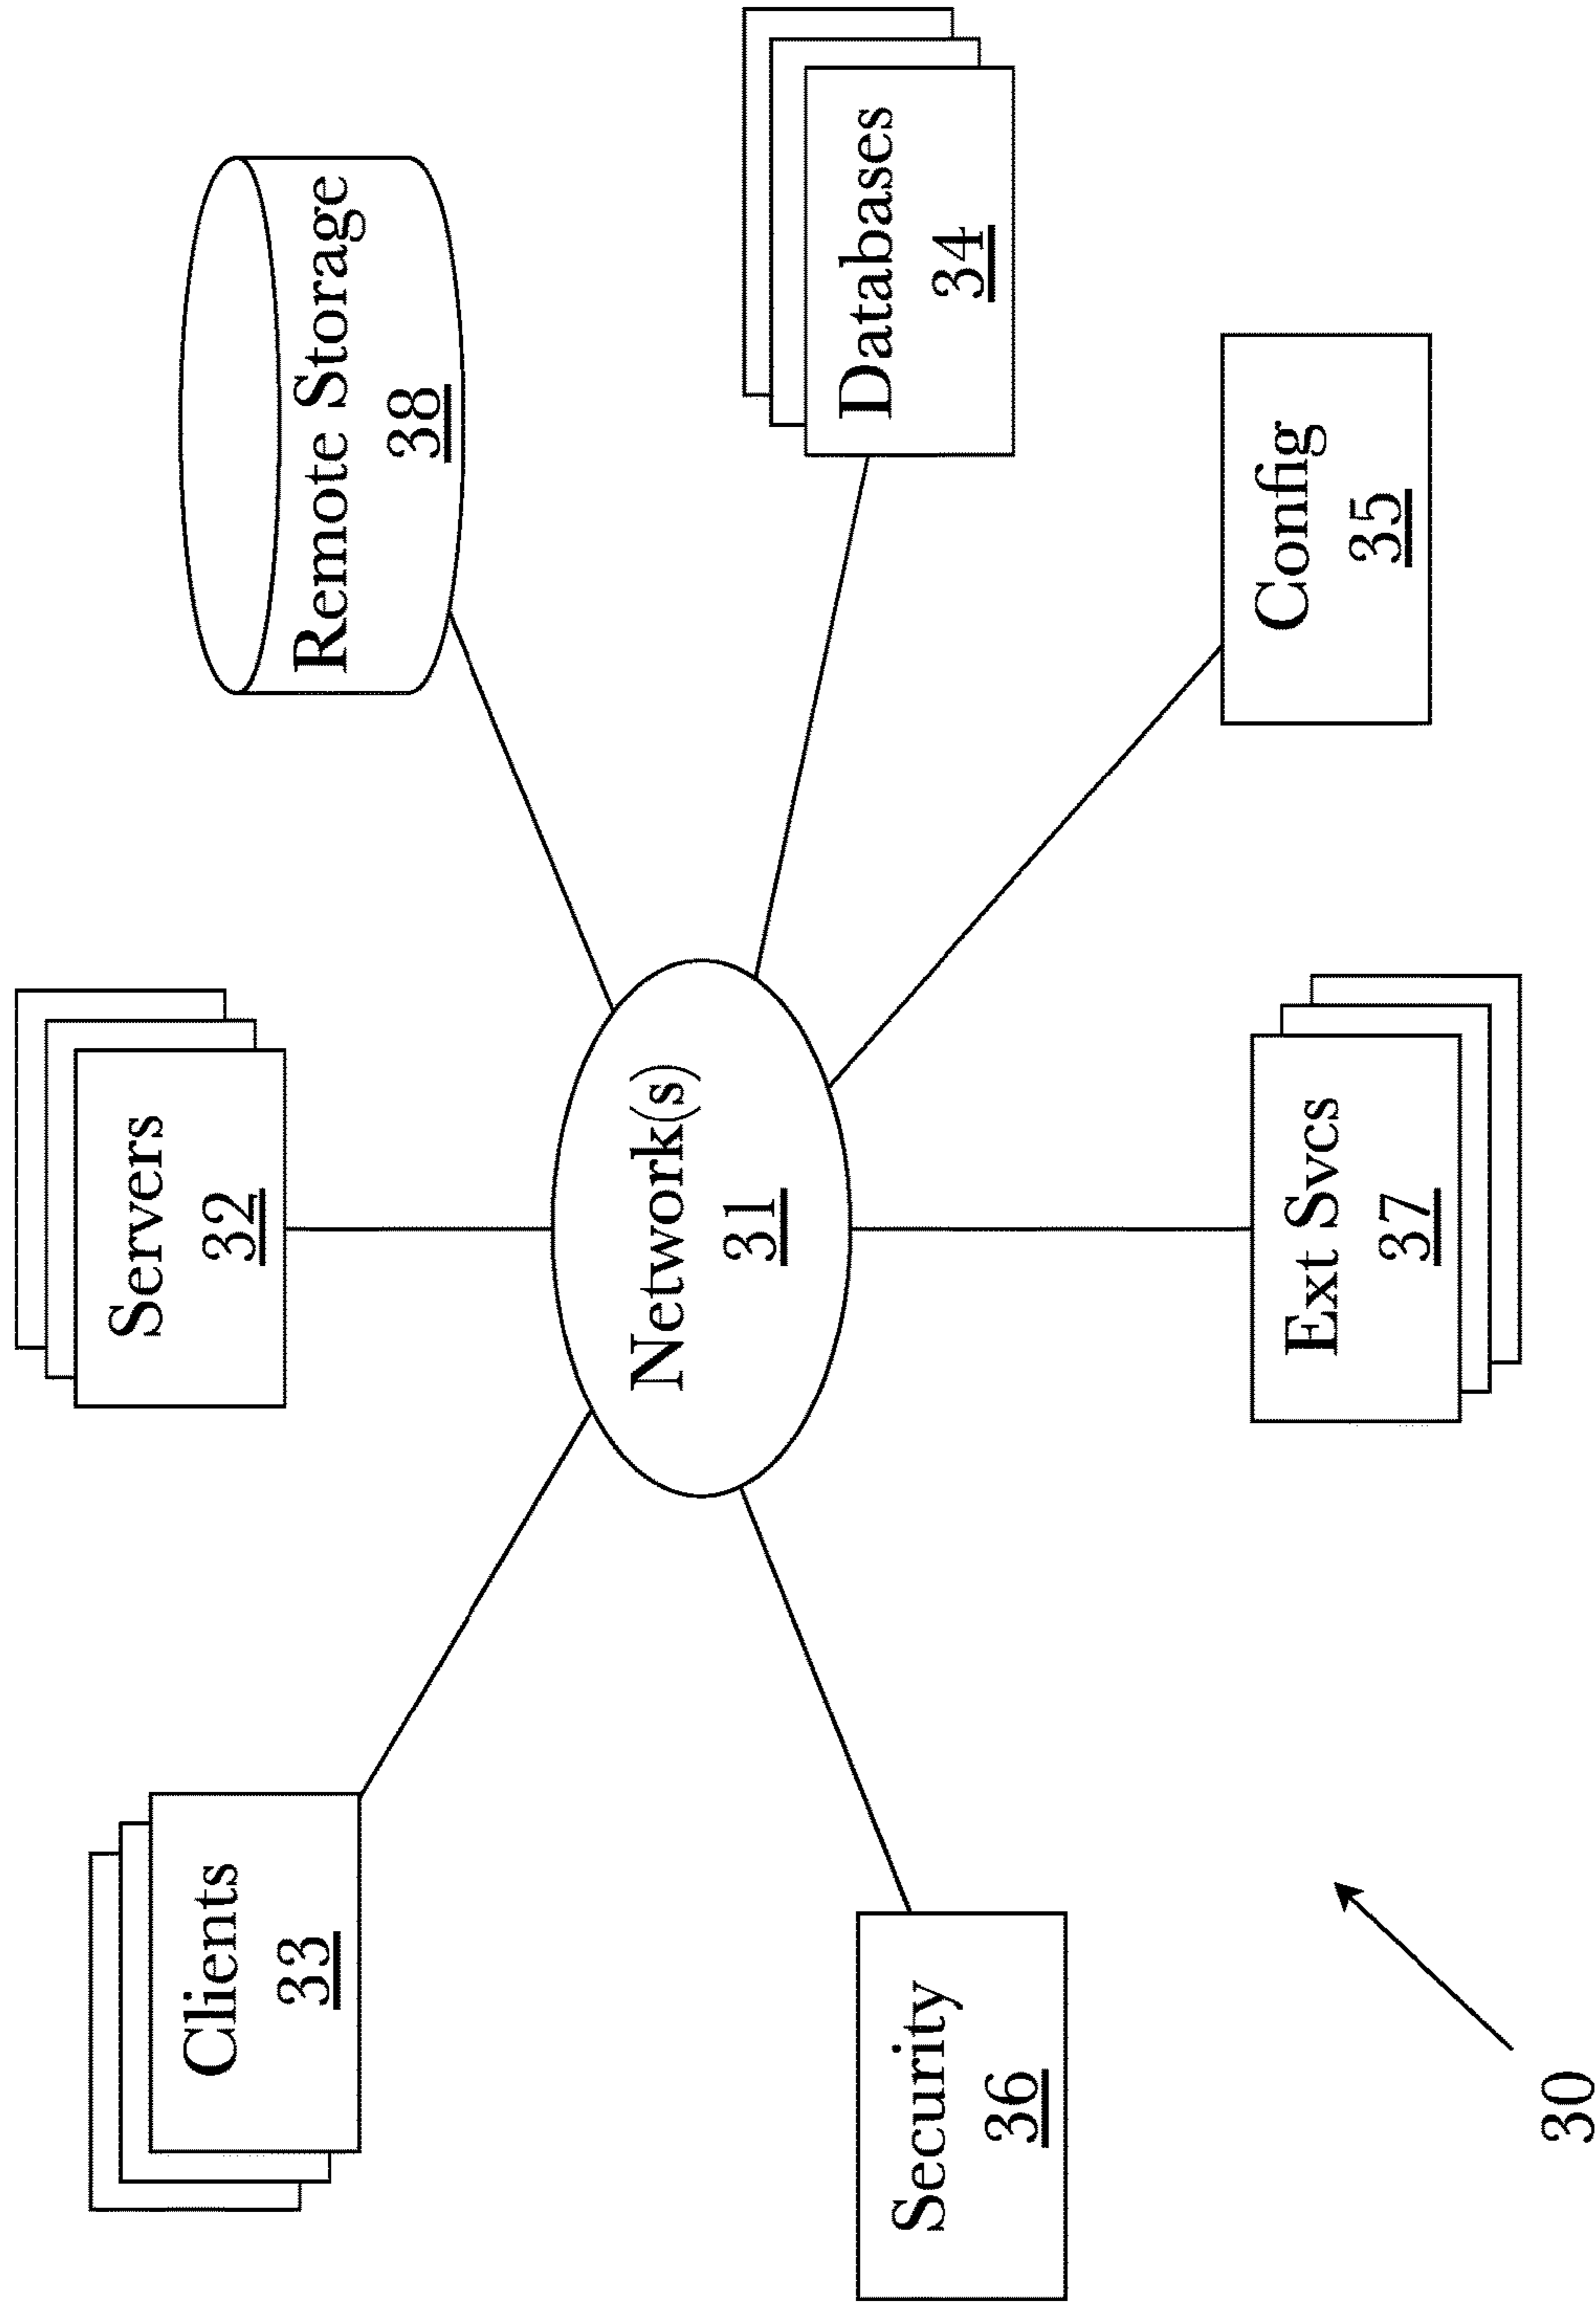 Servers
32
Clients
33
Remote Storage
38
Network(s)
31
Databases
34
Security
36
Ext Svcs
37
Config
35
30